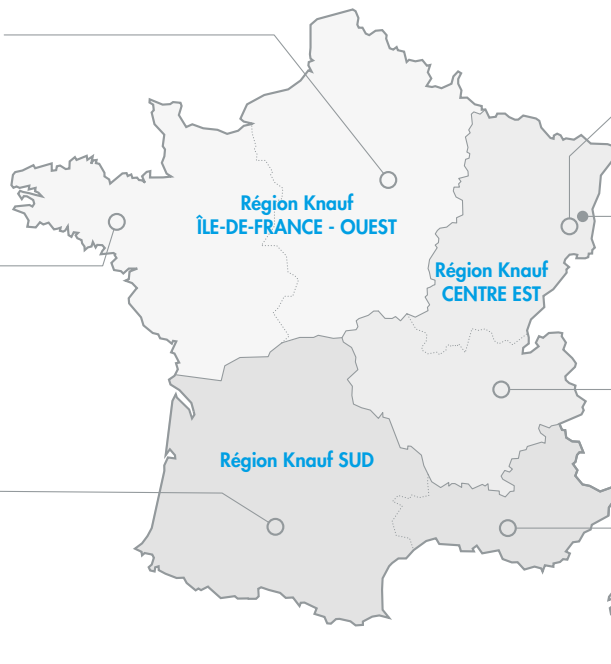 Région Knauf
ÎLE-DE-FRANCE - OUEST
Région Knauf
CENTRE EST
Région Knauf SUD